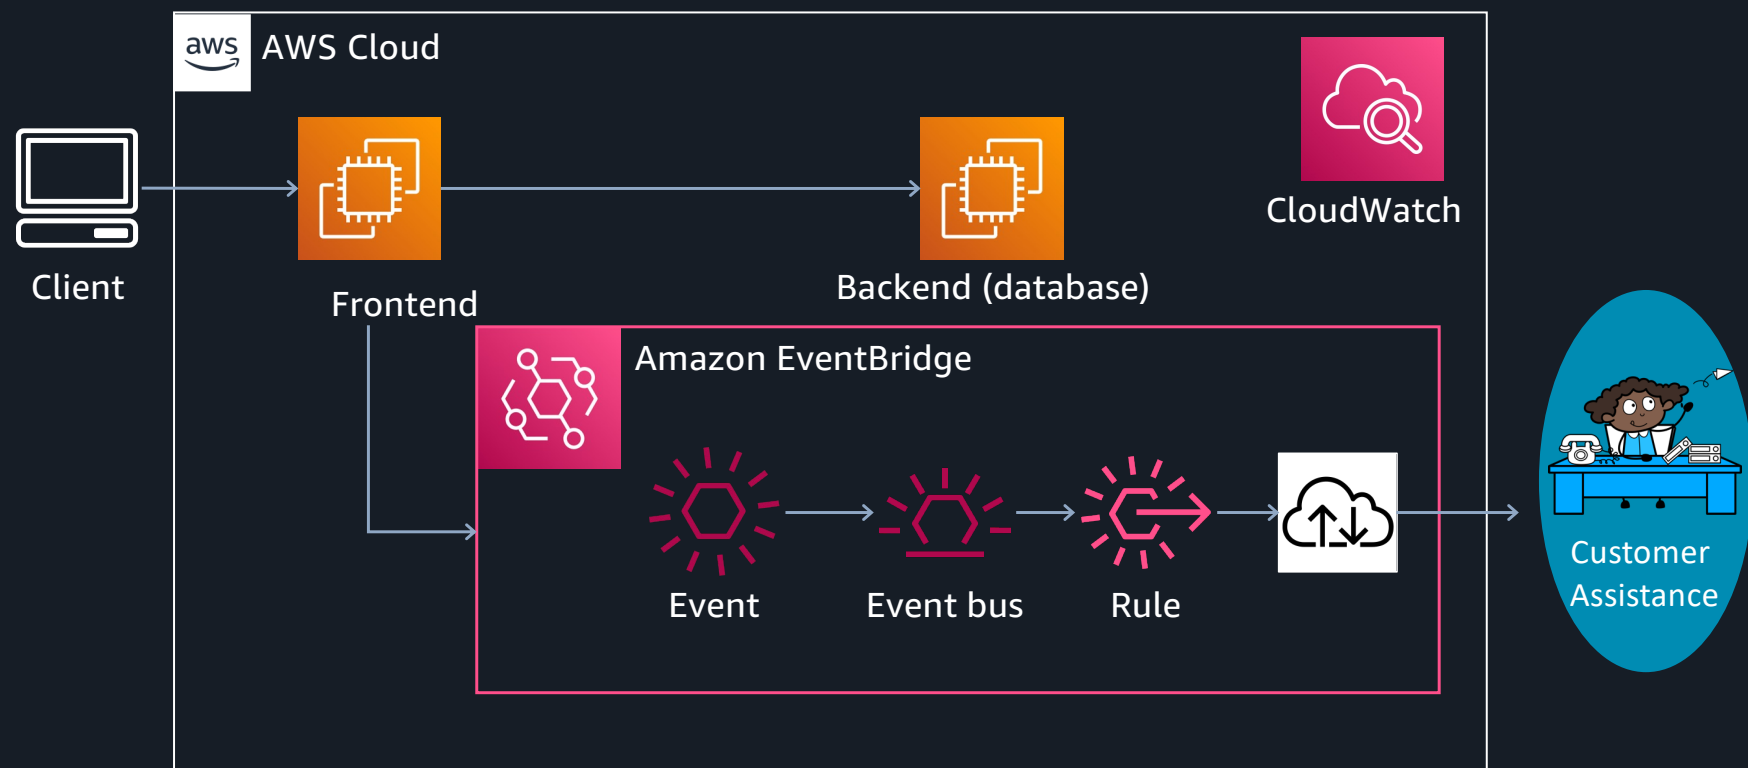 aws
AWS Cloud
CloudWatch
Client
Frontend
Backend (database)
Amazon EventBridge
Event
Event bus
Rule
Customer
Assistance